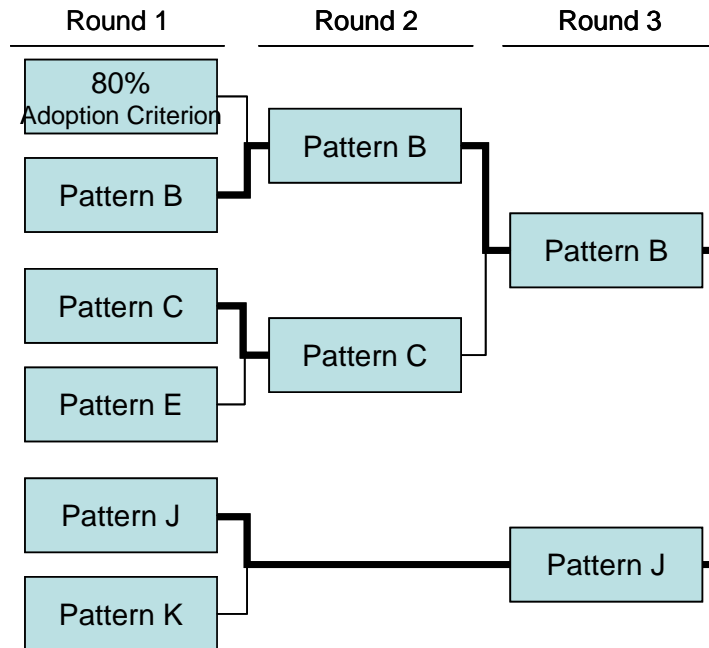 Round 1
Round 2
Round 3
80%
Adoption Criterion
Pattern B
Pattern B
Pattern B
Pattern C
Pattern C
Pattern E
Pattern J
Pattern J
Pattern K